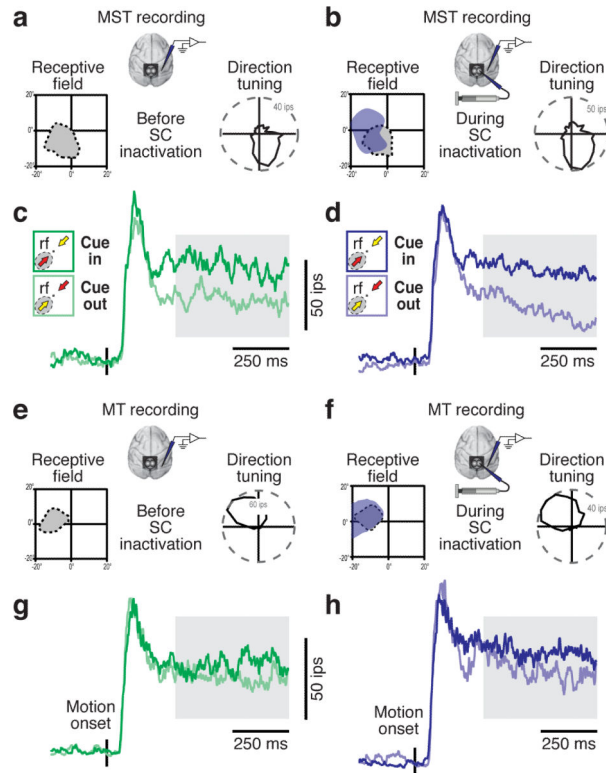 a MST recording
b MST recording
Receptive field
Direction tuning
Receptive field
Direction tuning
20°
0°
-20°
-20° 0° 20°
Before SC inactivation
40 ips
20°
0°
-20°
-20° 0° 20°
During SC inactivation
50 ips
c
rf Cue in
rf Cue out
50 ips
250 ms
d
rf Cue in
rf Cue out
250 ms
e MT recording
f MT recording
Receptive field
Direction tuning
Receptive field
Direction tuning
20°
0°
-20°
-20° 0° 20°
Before SC inactivation
60 ips
20°
0°
-20°
-20° 0° 20°
During SC inactivation
40 ips
g
Motion onset
50 ips
250 ms
h
Motion onset
250 ms